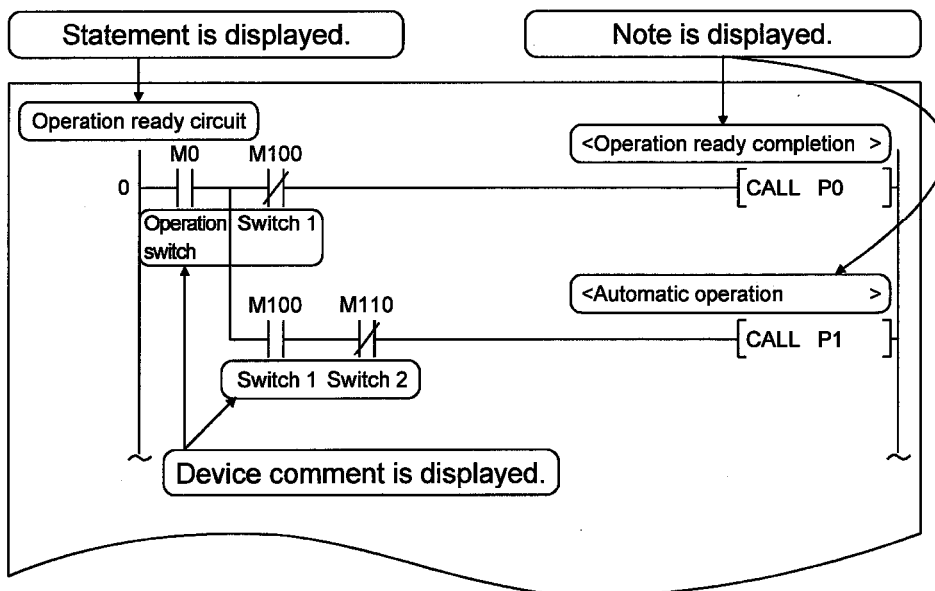 Statement is displayed.
Note is displayed.
Operation ready circuit
<Operation ready completion >
M0
M100
0
CALL P0
Operation
switch
Switch 1
<Automatic operation >
M100
M110
CALL P1
Switch 1
Switch 2
Device comment is displayed.